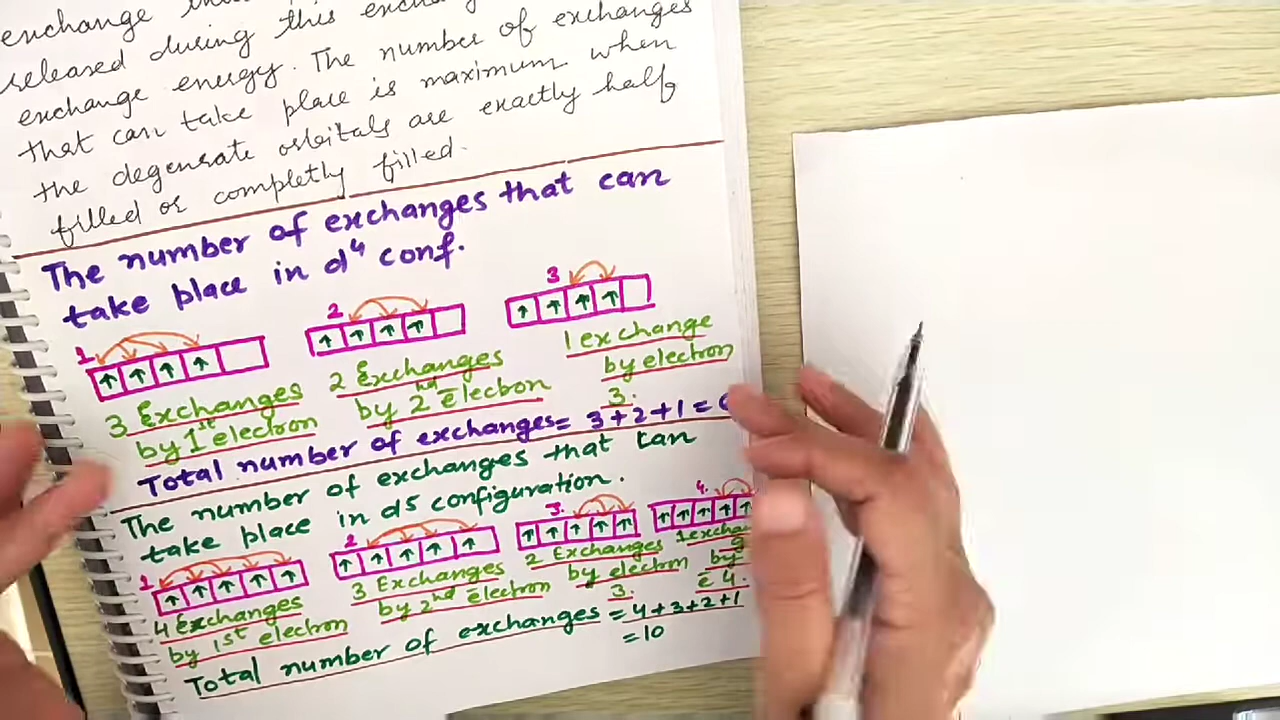 exchange
released during this
exchange energy. The number of exchanges
that can take place is maximum when
the degenrate orbitals are exactly half
filled or completly filled.
The number of exchanges that can
take place in d⁴ conf.
1 2 3
↑ ↑ ↑ ↑
↑ ↑ ↑ ↑
↑ ↑ ↑ ↑
3 Exchanges
by 1st electron
2 Exchanges
by 2nd electron
1 exchange
by electron
3.
Total number of exchanges = 3+2+1 =
The number of exchanges that can
take place in d5 configuration.
1 2 3. 4.
↑ ↑ ↑ ↑ ↑
↑ ↑ ↑ ↑ ↑
↑ ↑ ↑ ↑ ↑
↑ ↑ ↑ ↑ ↑
4 Exchanges
by 1st electron
3 Exchanges
by 2nd electron
2 Exchanges
by electron
3.
by
e 4.
Total number of exchanges = 4+3+2+1
= 10